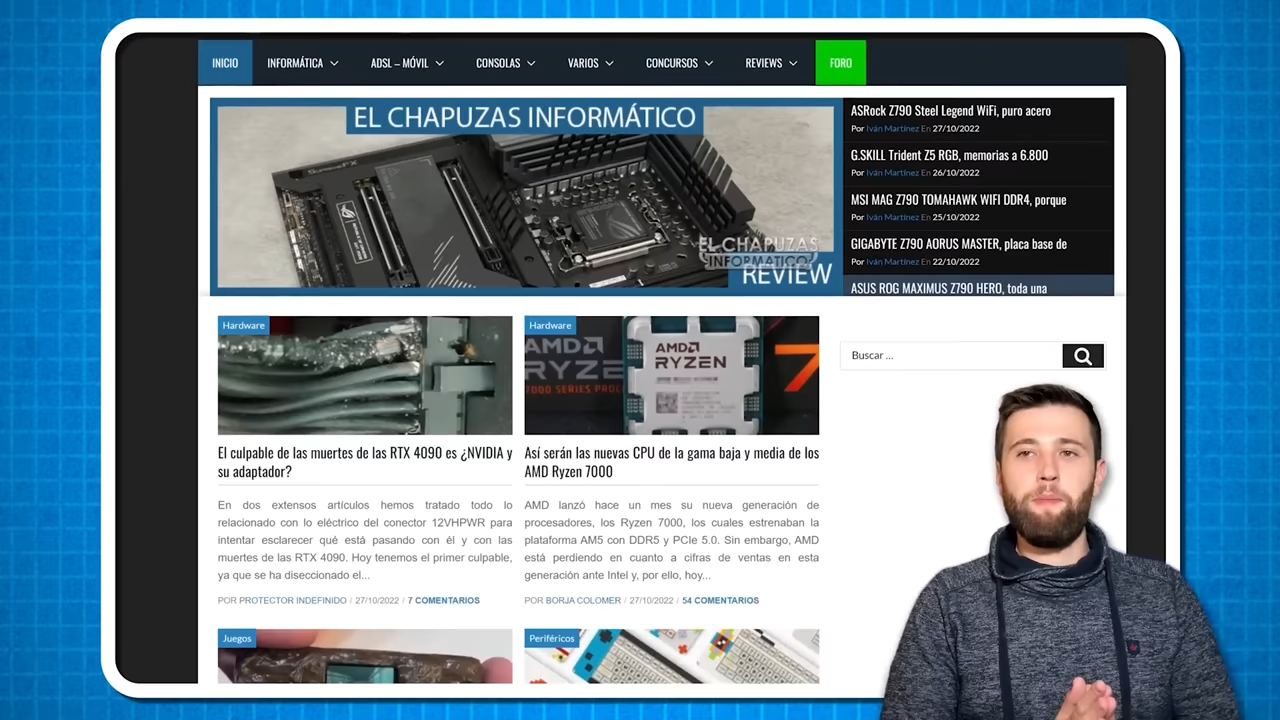 INICIO
INFORMÁTICA
ADSL – MÓVIL
CONSOLAS
VARIOS
CONCURSOS
REVIEWS
FORO
EL CHAPUZAS INFORMÁTICO
EL CHAPUZAS
INFORMÁTICO
REVIEW
ASRock Z790 Steel Legend WiFi, puro acero
Por Iván Martínez En 27/10/2022
G.SKILL Trident Z5 RGB, memorias a 6.800
Por Iván Martínez En 26/10/2022
MSI MAG Z790 TOMAHAWK WIFI DDR4, porque
Por Iván Martínez En 25/10/2022
GIGABYTE Z790 AORUS MASTER, placa base de
Por Iván Martínez En 22/10/2022
ASUS ROG MAXIMUS Z790 HERO, toda una
Buscar ...
Hardware
El culpable de las muertes de las RTX 4090 es ¿NVIDIA y
su adaptador?
En dos extensos artículos hemos tratado todo lo
relacionado con lo eléctrico del conector 12VHPWR para
intentar esclarecer qué está pasando con él y con las
muertes de las RTX 4090. Hoy tenemos el primer culpable,
ya que se ha diseccionado el...
POR PROTECTOR INDEFINIDO / 27/10/2022 / 7 COMENTARIOS
Hardware
AMD
RYZE
7000 SERIES PRO
AMD
RYZEN
7
Así serán las nuevas CPU de la gama baja y media de los
AMD Ryzen 7000
AMD lanzó hace un mes su nueva generación de
procesadores, los Ryzen 7000, los cuales estrenaban la
plataforma AM5 con DDR5 y PCIe 5.0. Sin embargo, AMD
está perdiendo en cuanto a cifras de ventas en esta
generación ante Intel y, por ello, hoy...
POR BORJA COLOMER / 27/10/2022 / 54 COMENTARIOS
Juegos
Periféricos